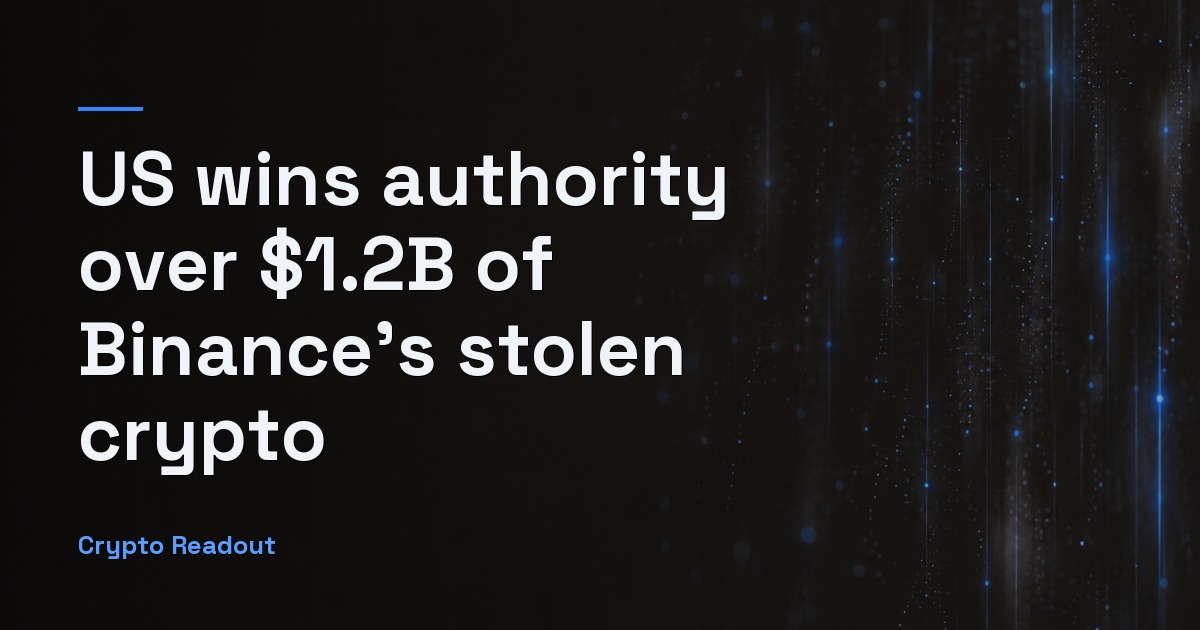 US wins authority
over $1.2B of
Binance’s stolen
crypto
Crypto Readout